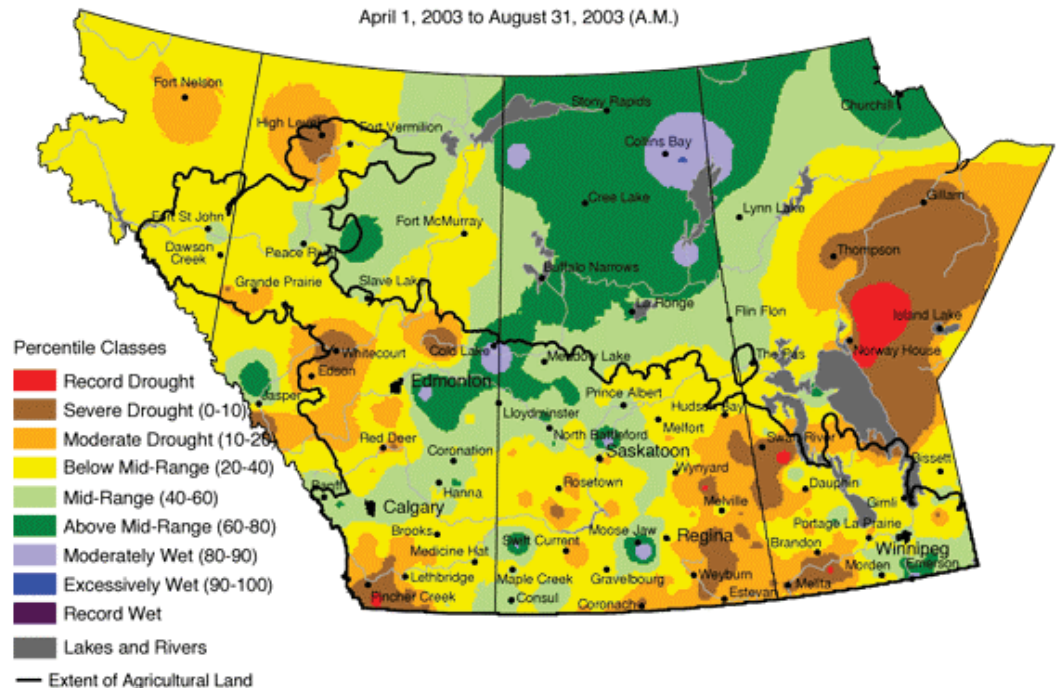 April 1, 2003 to August 31, 2003 (A.M.)
Fort Nelson
High Level
Fort Vermilion
Stony Rapids
Churchill
Collins Bay
Cree Lake
Lynn Lake
Gillam
Fort St John
Fort McMurray
Dawson
Creek
Peace River
Thompson
Buffalo Narrows
Grande Prairie
Slave Lake
La Ronge
Flin Flon
Island Lake
Norway House
Whitecourt
Cold Lake
Meadow Lake
The Pas
Edson
Edmonton
Prince Albert
Jasper
Lloydminster
Hudson Bay
Melfort
North Battleford
Swan River
Red Deer
Saskatoon
Coronation
Bissett
Wynyard
Banff
Hanna
Rosetown
Dauphin
Gimli
Calgary
Melville
Portage La Prairie
Brooks
Moose Jaw
Swift Current
Regina
Brandon
Winnipeg
Medicine Hat
Emerson
Lethbridge
Maple Creek
Gravelbourg
Weyburn
Melita
Morden
Pincher Creek
Consul
Coronach
Estevan
Percentile Classes
Record Drought
Severe Drought (0-10)
Moderate Drought (10-20)
Below Mid-Range (20-40)
Mid-Range (40-60)
Above Mid-Range (60-80)
Moderately Wet (80-90)
Excessively Wet (90-100)
Record Wet
Lakes and Rivers
Extent of Agricultural Land